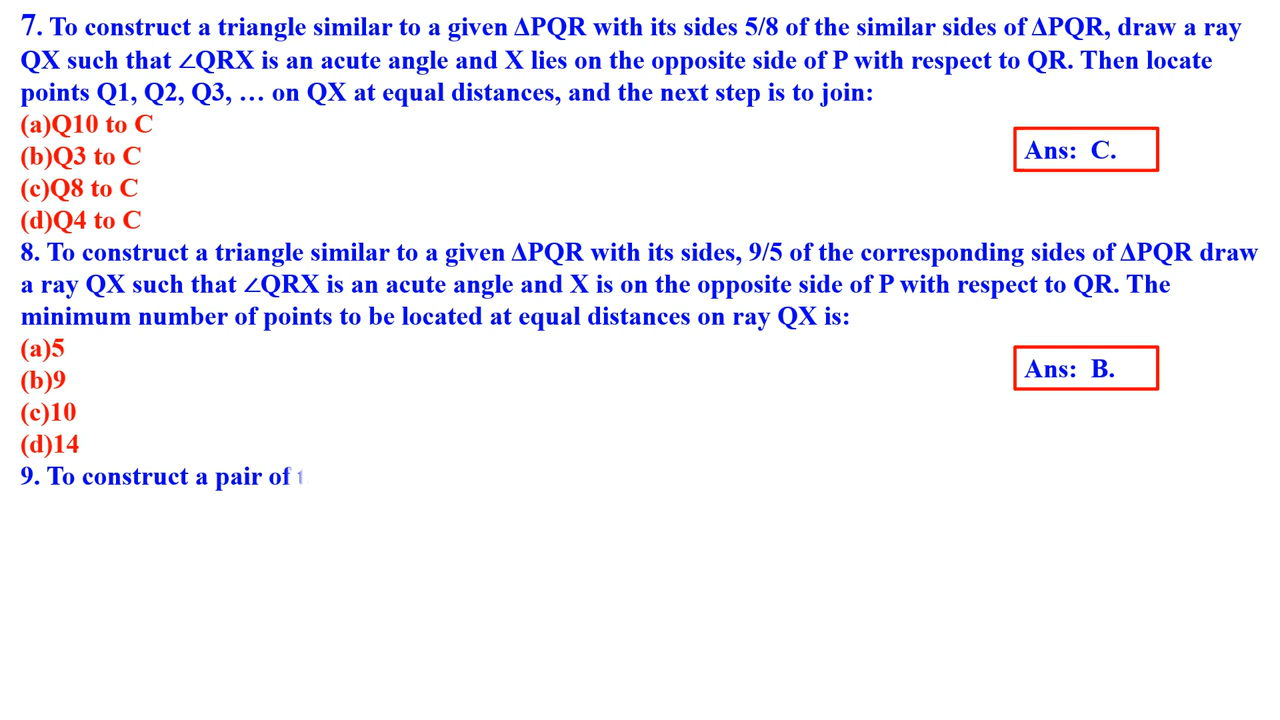 7. To construct a triangle similar to a given ΔPQR with its sides 5/8 of the similar sides of ΔPQR, draw a ray
QX such that ∠QRX is an acute angle and X lies on the opposite side of P with respect to QR. Then locate
points Q1, Q2, Q3, … on QX at equal distances, and the next step is to join:
(a)Q10 to C
Ans: C.
(b)Q3 to C
(c)Q8 to C
(d)Q4 to C
8. To construct a triangle similar to a given ΔPQR with its sides, 9/5 of the corresponding sides of ΔPQR draw
a ray QX such that ∠QRX is an acute angle and X is on the opposite side of P with respect to QR. The
minimum number of points to be located at equal distances on ray QX is:
(a)5
Ans: B.
(b)9
(c)10
(d)14
9. To construct a pair of t